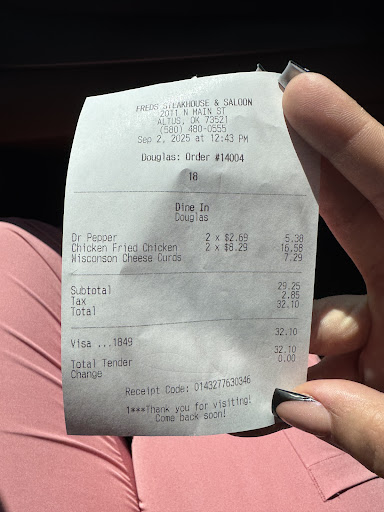 FREDS STEAKHOUSE & SALOON
2011 N MAIN ST
ALTUS, OK 73521
(580) 480-0555
Sep 2, 2025 at 12:43 PM
Douglas: Order #14004
18
Dine In
Douglas
Dr Pepper 2 x $2.69 5.38
Chicken Fried Chicken 2 x $8.29 16.58
Wisconson Cheese Curds 7.29
Subtotal 29.25
Tax 2.85
Total 32.10
32.10
Visa ...1849
32.10
Total Tender
0.00
Change
Receipt Code: 0143277630346
1***Thank you for visiting!
Come back soon!